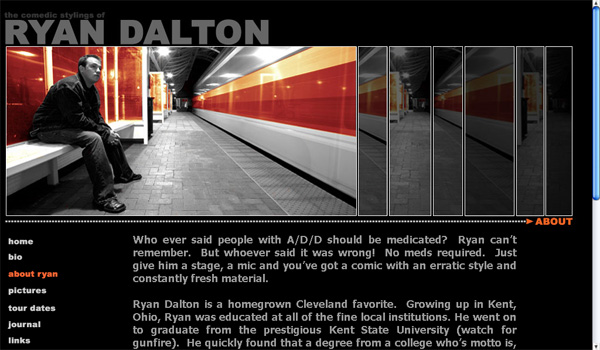 the comedic stylings of
RYAN DALTON
ABOUT
home
bio
about ryan
pictures
tour dates
journal
links
Who ever said people with A/D/D should be medicated? Ryan can't
remember. But whoever said it was wrong! No meds required. Just
give him a stage, a mic and you've got a comic with an erratic style and
constantly fresh material.
Ryan Dalton is a homegrown Cleveland favorite. Growing up in Kent,
Ohio, Ryan was educated at all of the fine local institutions. He went on
to graduate from the prestigious Kent State University (watch for
gunfire). He quickly found that a degree from a college who's motto is,